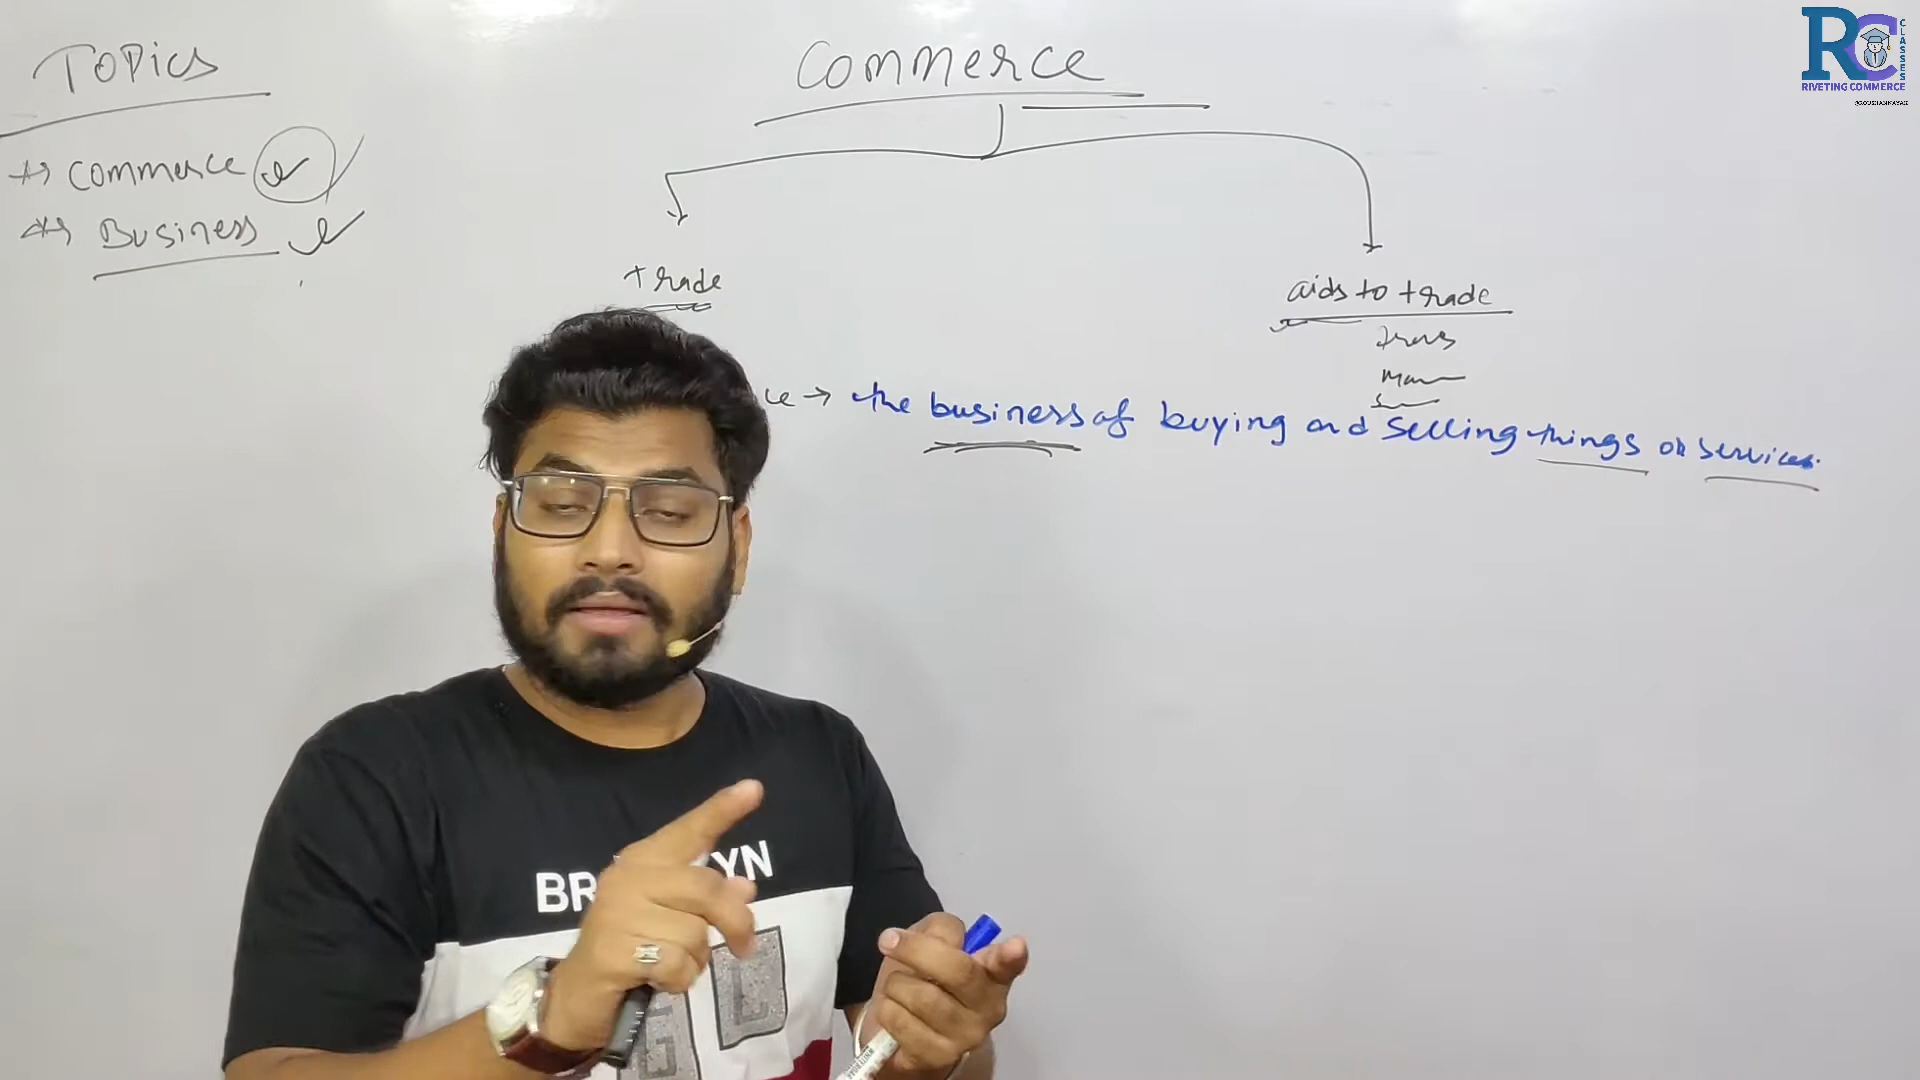 Topics
commerce
Business
Commerce
trade
aids to trade
ce → the business of buying and selling things or services.
RC CLASSES
RIVETING COMMERCE
BR YN